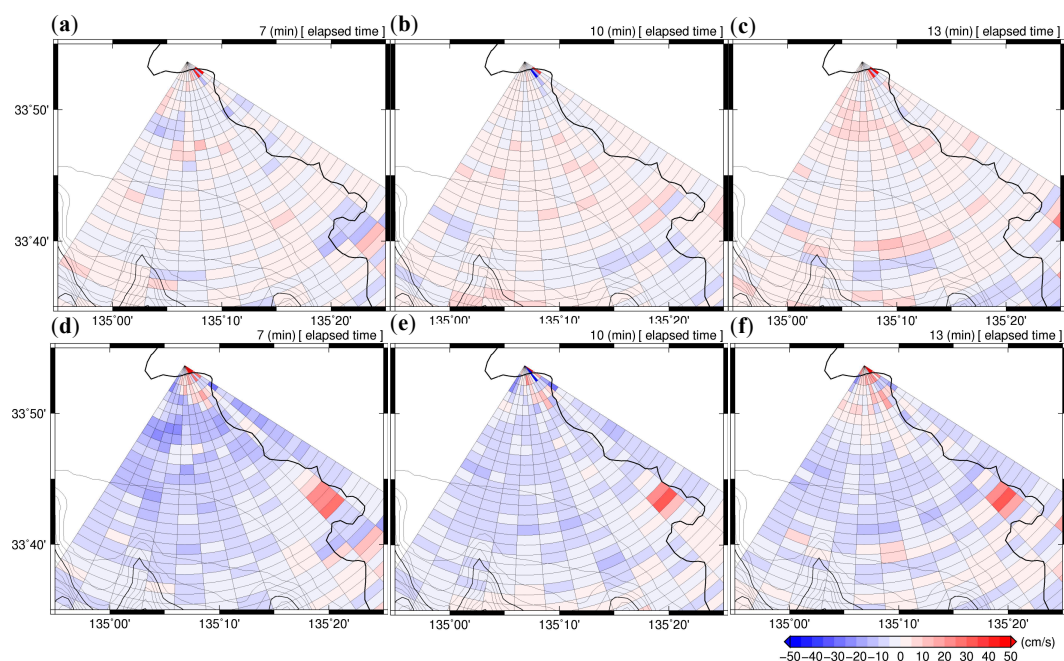 (a) 7 (min) [ elapsed time ] (b) 10 (min) [ elapsed time ] (c) 13 (min) [ elapsed time ]
33°50'
33°40'
135°00' 135°10' 135°20' 135°00' 135°10' 135°20' 135°00' 135°10' 135°20'
(d) 7 (min) [ elapsed time ] (e) 10 (min) [ elapsed time ] (f) 13 (min) [ elapsed time ]
33°50'
33°40'
135°00' 135°10' 135°20' 135°00' 135°10' 135°20' 135°00' 135°10' 135°20'
(cm/s)
−50 −40 −30 −20 −10 0 10 20 30 40 50